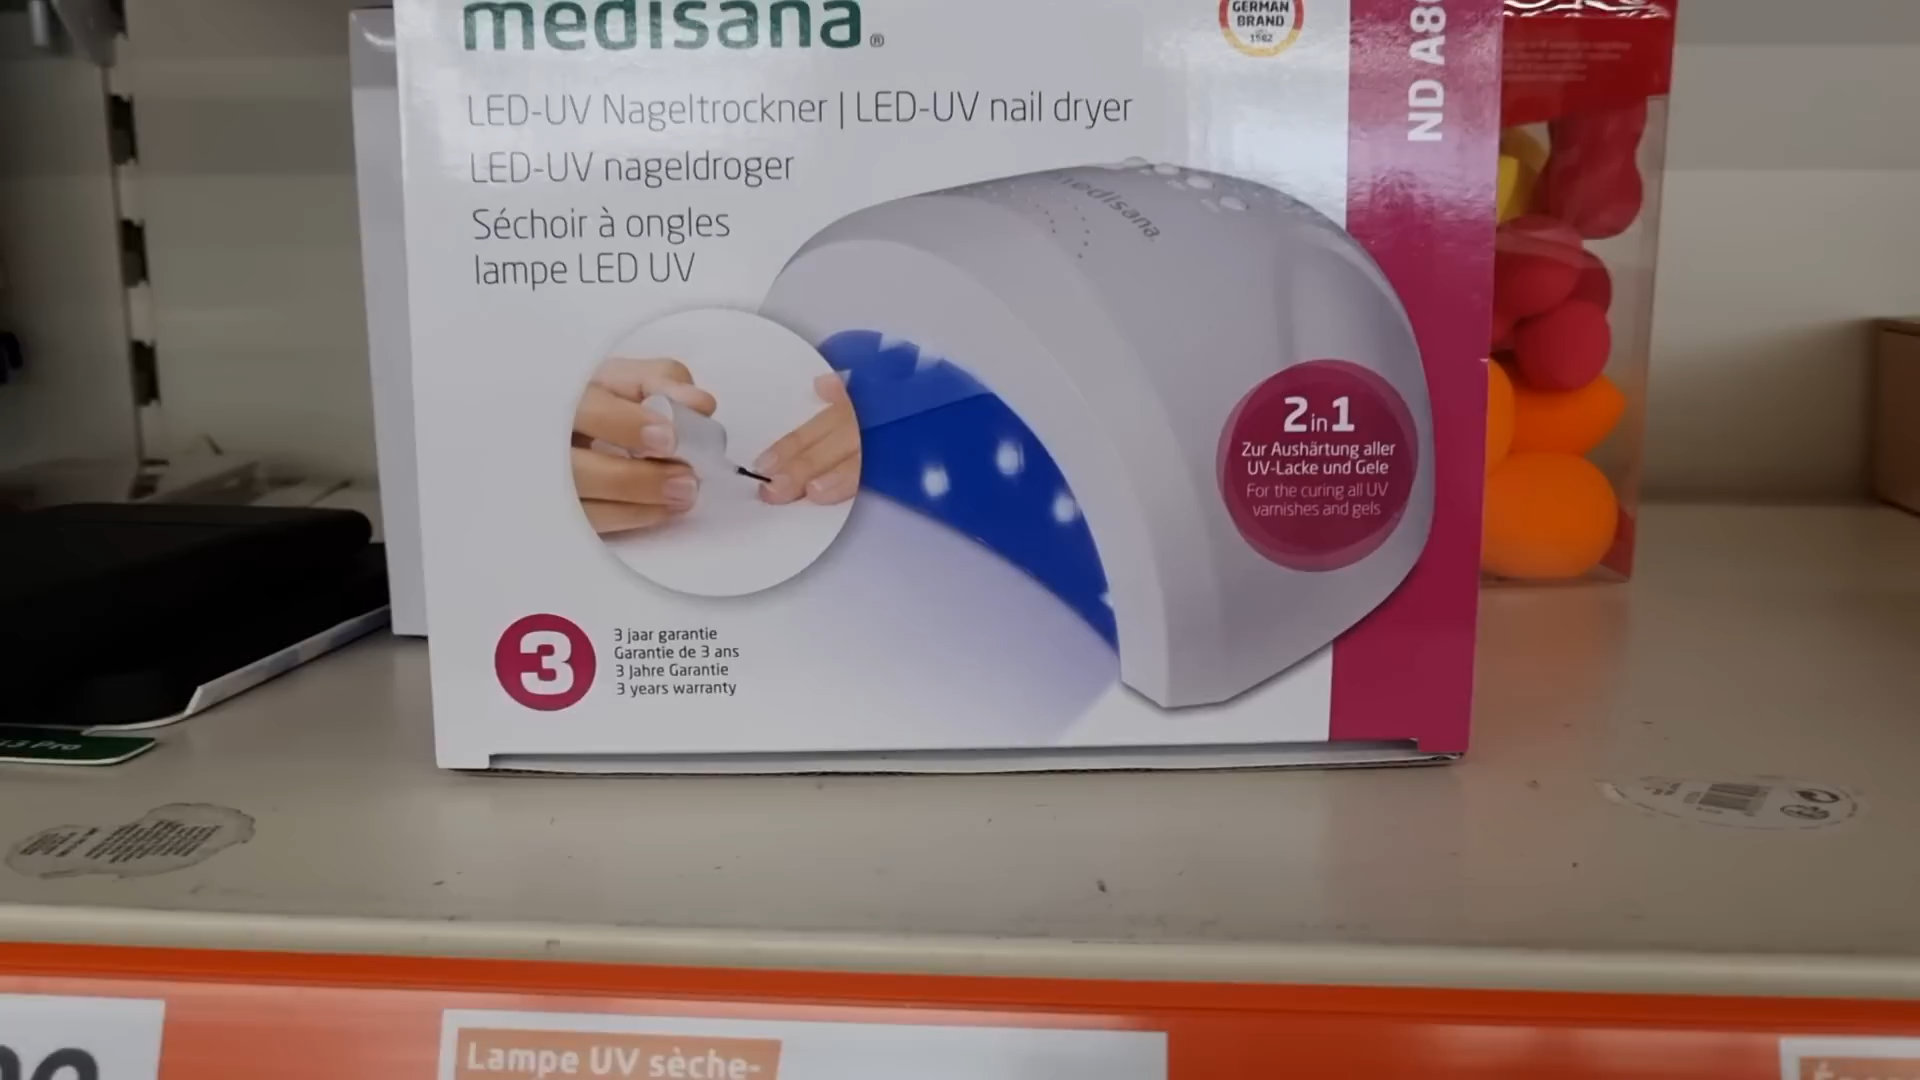 medisana®
GERMAN
BRAND
LED-UV Nageltrockner | LED-UV nail dryer
LED-UV nageldroger
Séchoir à ongles
lampe LED UV
medisana
2in1
Zur Aushärtung aller
UV-Lacke und Gele
For the curing all UV
varnishes and gels
3
3 jaar garantie
Garantie de 3 ans
3 Jahre Garantie
3 years warranty
Pro
Lampe UV sèche-